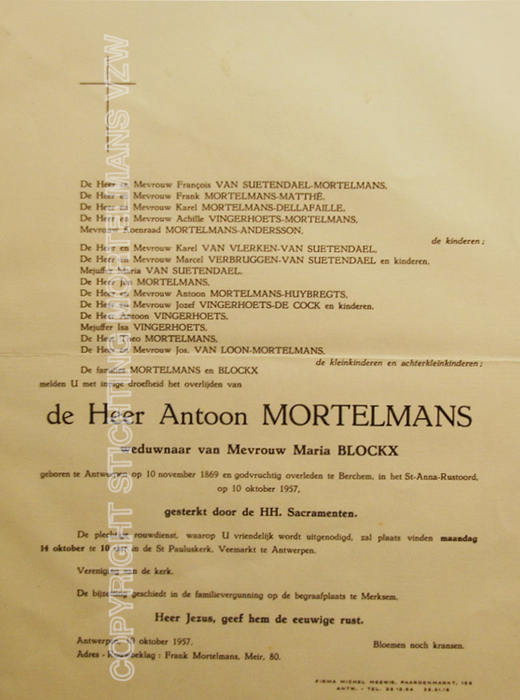 De Heer en Mevrouw François VAN SUETENDAEL-MORTELMANS,
De Heer en Mevrouw Frank MORTELMANS-MATTHÉ,
De Heer en Mevrouw Karel MORTELMANS-DELLAFAILLE,
De Heer en Mevrouw Achille VINGERHOETS-MORTELMANS,
Mevrouw Koenraad MORTELMANS-ANDERSSON,
de kinderen ;
De Heer en Mevrouw Karel VAN VLERKEN-VAN SUETENDAEL,
De Heer en Mevrouw Marcel VERBRUGGEN-VAN SUETENDAEL en kinderen,
Mejuffer Maria VAN SUETENDAEL,
De Heer Jan MORTELMANS,
De Heer en Mevrouw Antoon MORTELMANS-HUYBREGTS,
De Heer en Mevrouw Jozef VINGERHOETS-DE COCK en kinderen,
De Heer Antoon VINGERHOETS,
Mejuffer Isa VINGERHOETS,
De Heer Theo MORTELMANS,
De Heer en Mevrouw Jos. VAN LOON-MORTELMANS,
de kleinkinderen en achterkleinkinderen ;
De families MORTELMANS en BLOCKX
melden U met innige droefheid het overlijden van
de Heer Antoon MORTELMANS
weduwnaar van Mevrouw Maria BLOCKX
geboren te Antwerpen op 10 november 1869 en godvruchtig overleden te Berchem, in het St-Anna-Rustoord,
op 10 oktober 1957,
gesterkt door de HH. Sacramenten.
De plechtige rouwdienst, waarop U vriendelijk wordt uitgenodigd, zal plaats vinden maandag
14 oktober te 10 uur in de St Pauluskerk, Veemarkt te Antwerpen.
Vereniging aan de kerk.
De bijzetting geschiedt in de familievergunning op de begraafplaats te Merksem.
Heer Jezus, geef hem de eeuwige rust.
Antwerpen, 10 oktober 1957.
Bloemen noch kransen.
Adres - : Frank Mortelmans, Meir, 80.
FIRMA MICHEL MEEWIS, PAARDENMARKT,
ANTW. - TEL.
COPYRIGHT STICHTING MORTELMANS VZW